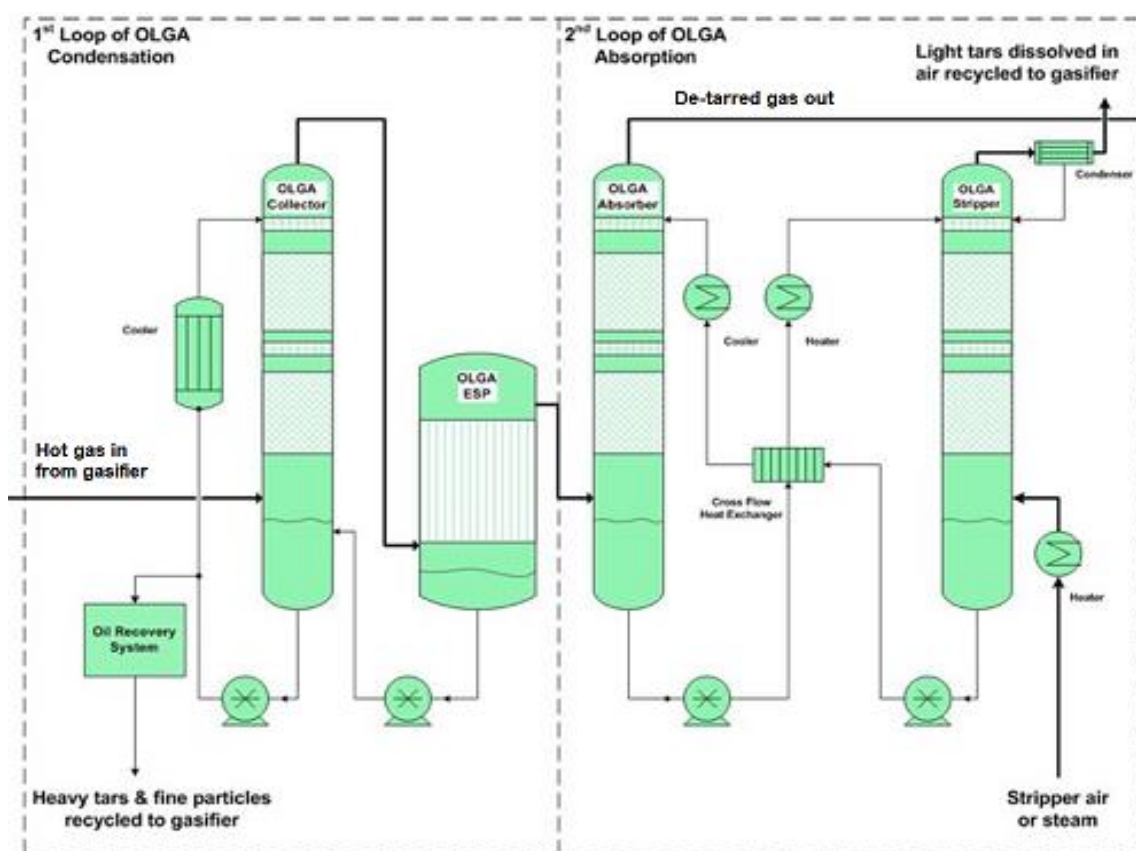 1st Loop of OLGA
Condensation
2nd Loop of OLGA
Absorption
Light tars dissolved in
air recycled to gasifier
De-tarred gas out
Condenser
OLGA
Collector
OLGA
Absorber
OLGA
Stripper
Cooler
Cooler
Heater
OLGA
ESP
Hot gas in
from gasifier
Cross Flow
Heat Exchanger
Heater
Oil Recovery
System
Heavy tars & fine particles
recycled to gasifier
Stripper air
or steam